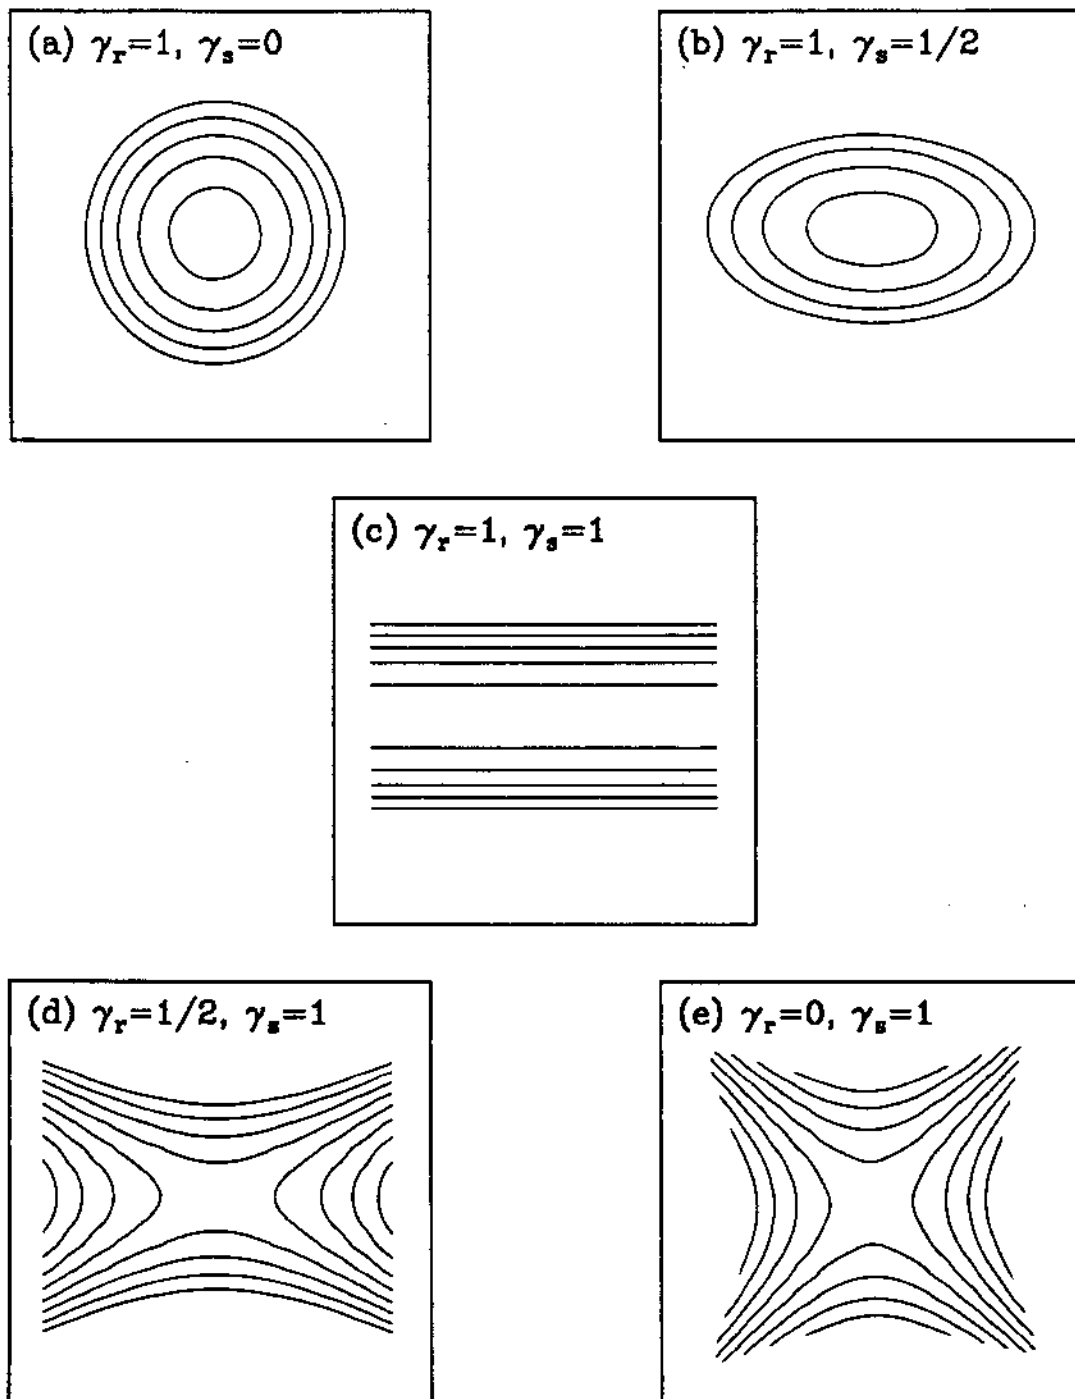 (a) γᵣ=1, γₛ=0
(b) γᵣ=1, γₛ=1/2
(c) γᵣ=1, γₛ=1
(d) γᵣ=1/2, γₛ=1
(e) γᵣ=0, γₛ=1